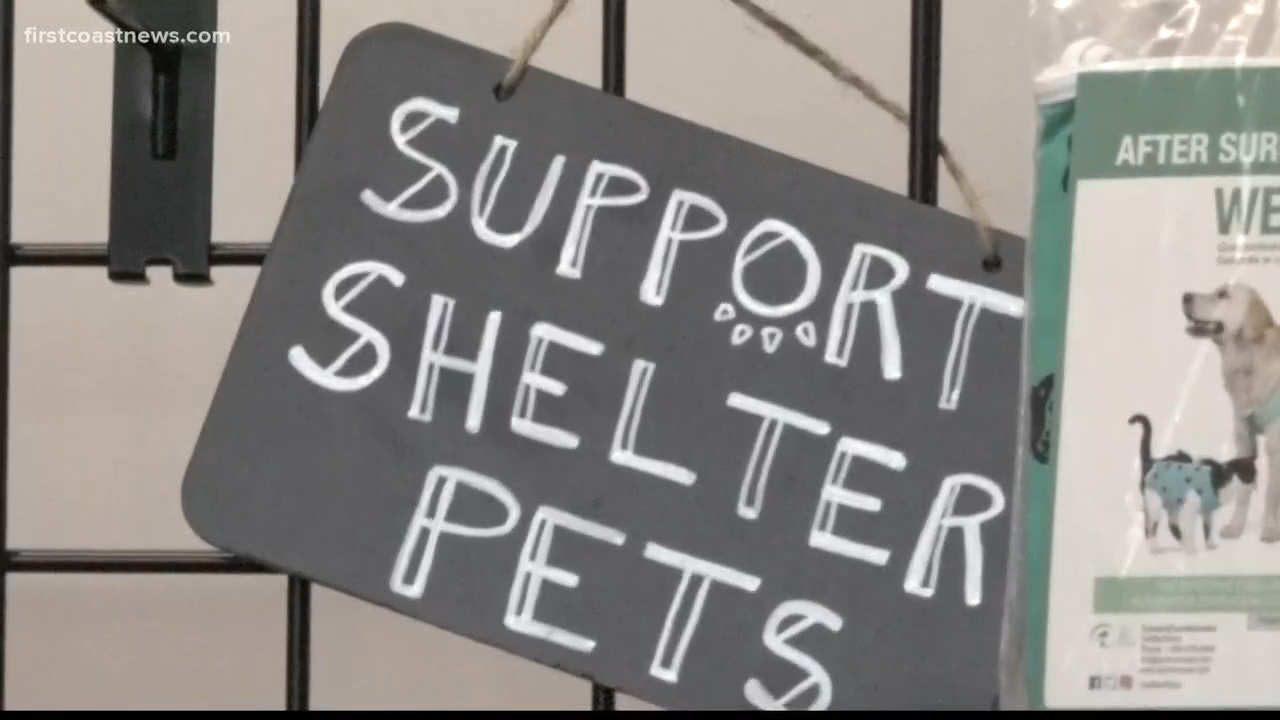 firstcoastnews.com
SUPPORT
SHELTER
PETS
AFTER SUR
WE